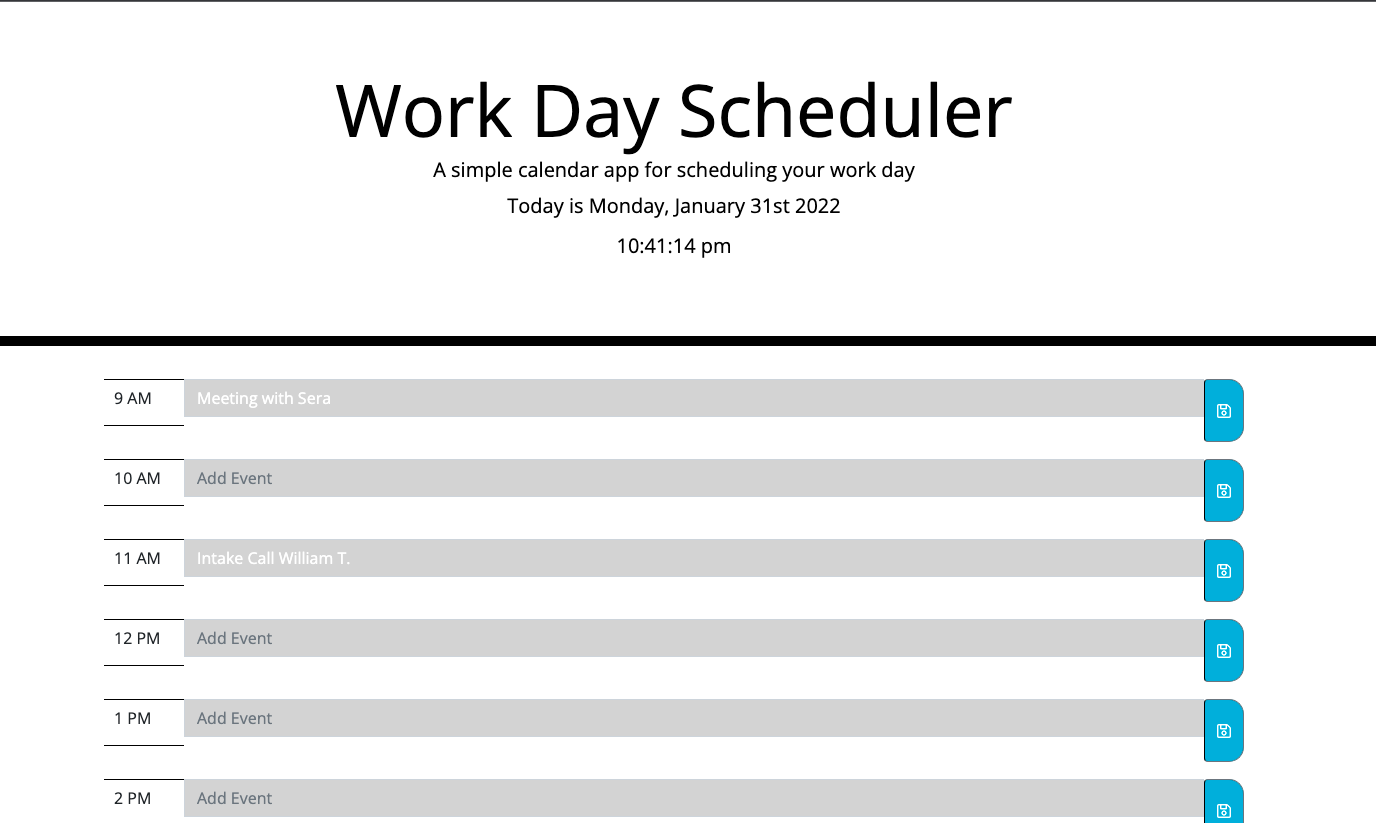 Work Day Scheduler
A simple calendar app for scheduling your work day
Today is Monday, January 31st 2022
10:41:14 pm
9 AM Meeting with Sera
10 AM Add Event
11 AM Intake Call William T.
12 PM Add Event
1 PM Add Event
2 PM Add Event